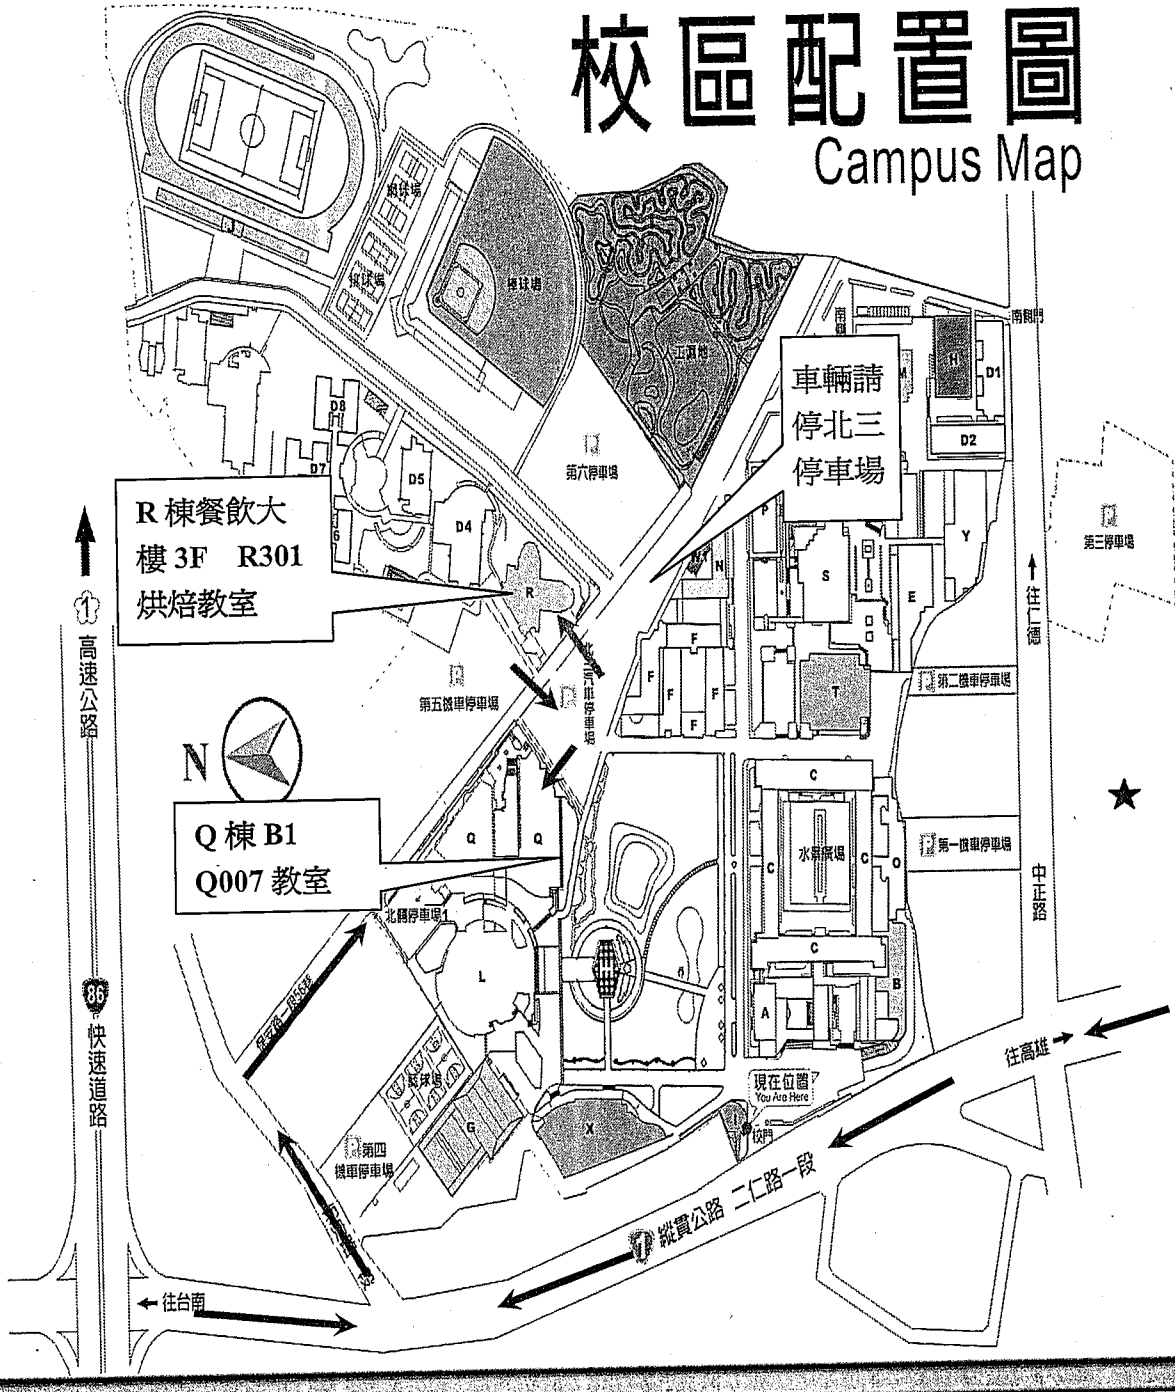 校區配置圖
Campus Map
網球場
排球場
棒球場
人工濕地
南側門
H
D1
M
D2
車輛請
停北三
停車場
D8
D7
D5
D4
第六停車場
P
第三停車場
R 棟餐飲大
樓 3F R301
烘焙教室
R
N
S
E
Y
往仁德
1
高速公路
第五機車停車場
北三汽車停車場
F
F
F
F
F
T
第二機車停車場
N
C
Q 棟 B1
Q007 教室
Q
Q
水景廣場
C
C
O
第一機車停車場
中正路
北側停車場1
L
H
C
A
B
86
快速道路
籃球場
G
X
第四
機車停車場
現在位置
You Are Here
校門
往高雄
1 縱貫公路 二仁路一段
往台南